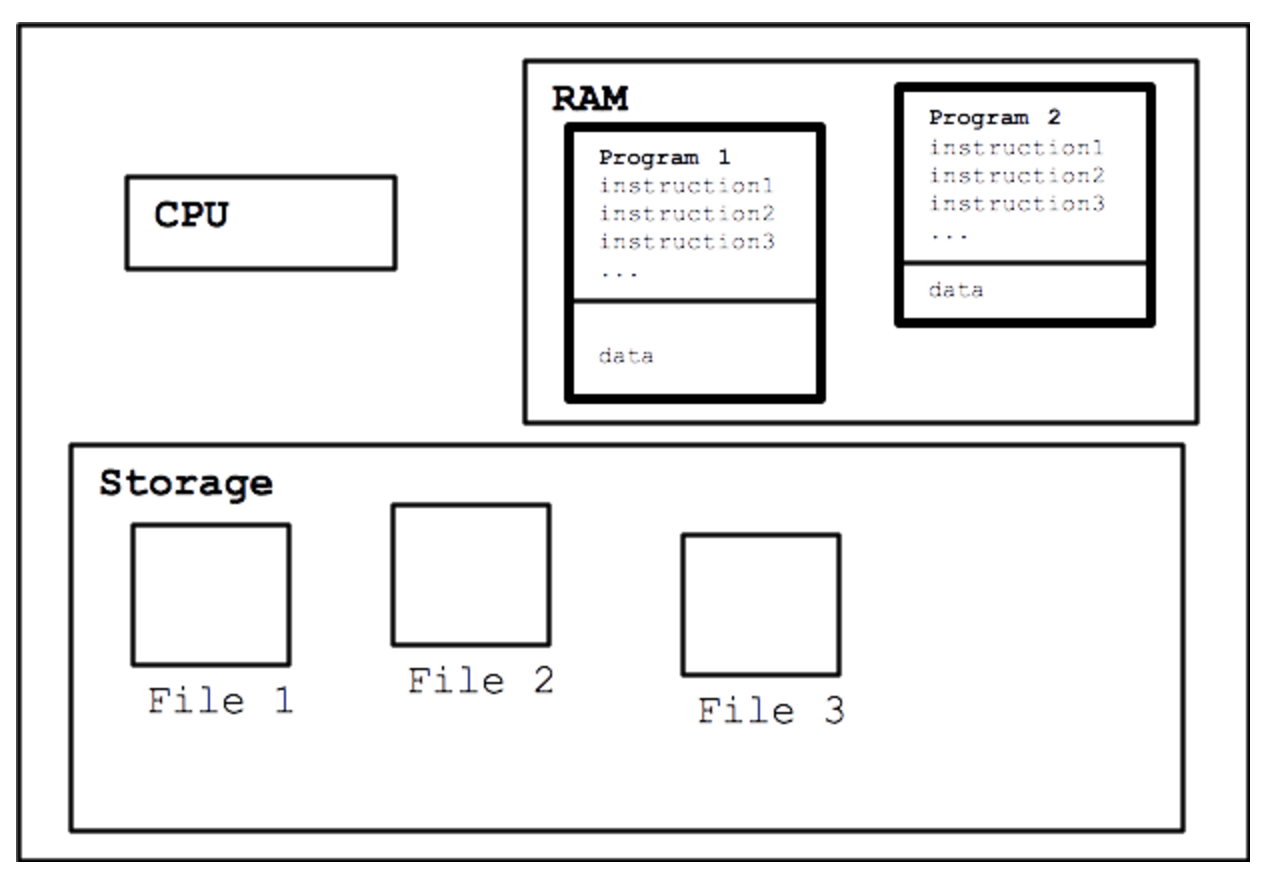 CPU
RAM
Program 1
instruction1
instruction2
instruction3
...
data
Program 2
instruction1
instruction2
instruction3
...
data
Storage
File 1
File 2
File 3